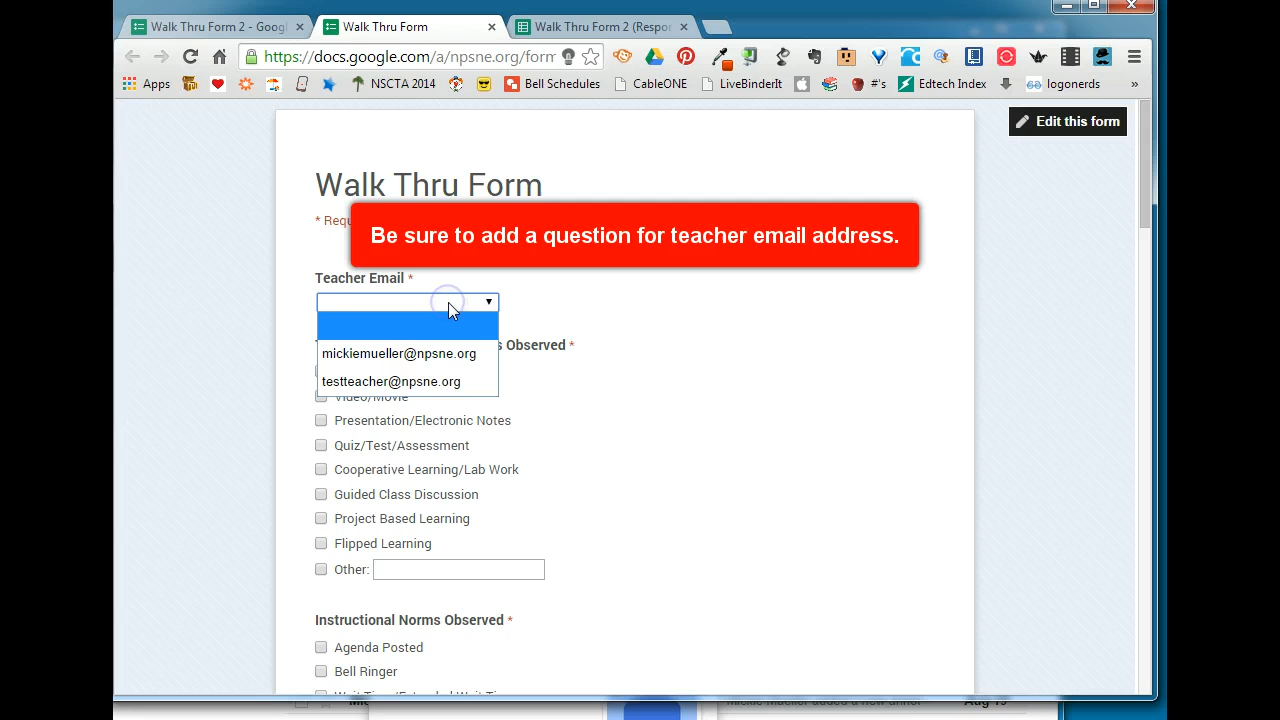 Walk Thru Form 2 - Goog
Walk Thru Form
Walk Thru Form 2 (Respor
https://docs.google.com/a/npsne.org/form
Apps
NSCTA 2014
Bell Schedules
CableONE
LiveBinderIt
#'s
Edtech Index
logonerds
»
Edit this form
Walk Thru Form
* Requ
Be sure to add a question for teacher email address.
Teacher Email *
s Observed *
mickiemueller@npsne.org
testteacher@npsne.org
Video/Movie
Presentation/Electronic Notes
Quiz/Test/Assessment
Cooperative Learning/Lab Work
Guided Class Discussion
Project Based Learning
Flipped Learning
Other:
Instructional Norms Observed *
Agenda Posted
Bell Ringer